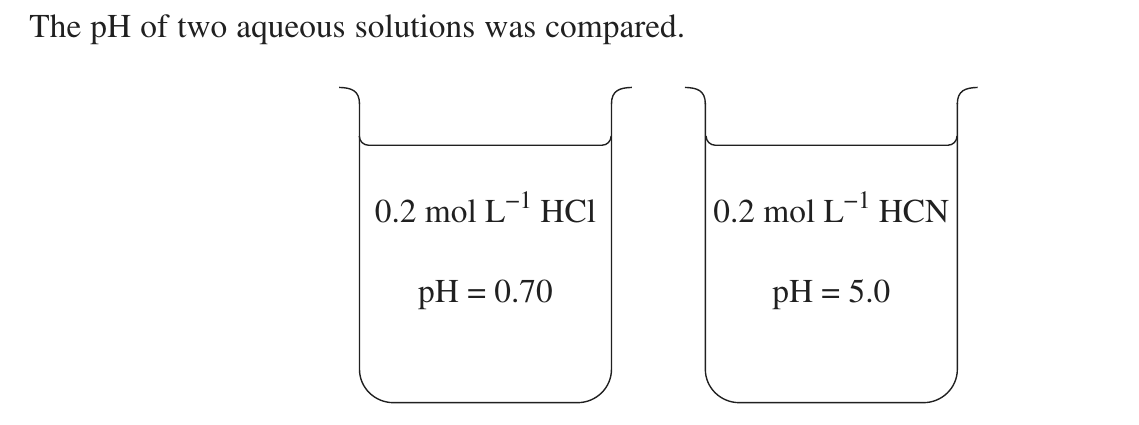 The pH of two aqueous solutions was compared.
0.2 mol L⁻¹ HCl
pH = 0.70
0.2 mol L⁻¹ HCN
pH = 5.0